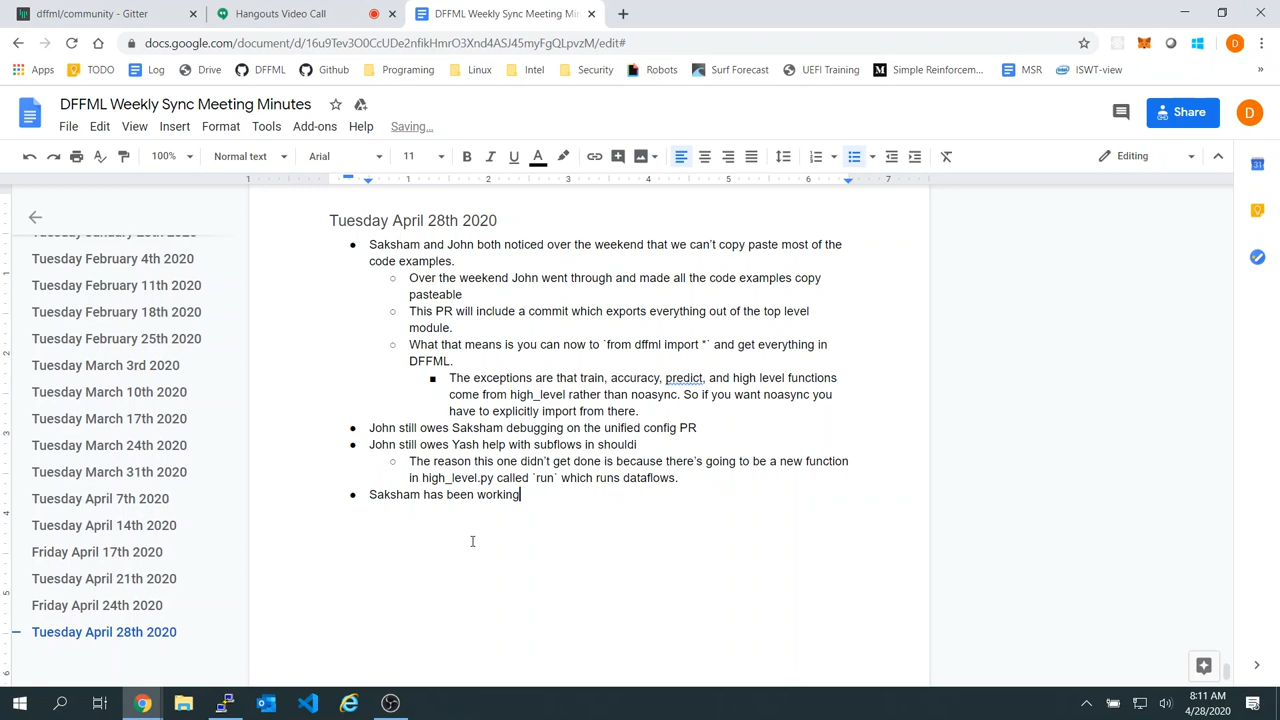 dffml/community - Gitter
Hangouts Video Call
DFFML Weekly Sync Meeting Min
docs.google.com/document/d/16u9Tev3O0CcUDe2nfikHmrO3Xnd4ASJ45myFgQLpvzM/edit#
Apps TODO Log Drive DFFML Github Programing Linux Intel Security Robots Surf Forecast UEFI Training Simple Reinforcem... MSR ISWT-view
DFFML Weekly Sync Meeting Minutes
File Edit View Insert Format Tools Add-ons Help Saving...
Share
D
100% Normal text Arial 11 B I U A Editing
1 1 2 3 4 5 6 7
Tuesday February 4th 2020
Tuesday February 11th 2020
Tuesday February 18th 2020
Tuesday February 25th 2020
Tuesday March 3rd 2020
Tuesday March 10th 2020
Tuesday March 17th 2020
Tuesday March 24th 2020
Tuesday March 31th 2020
Tuesday April 7th 2020
Tuesday April 14th 2020
Friday April 17th 2020
Tuesday April 21th 2020
Friday April 24th 2020
Tuesday April 28th 2020
Tuesday April 28th 2020
● Saksham and John both noticed over the weekend that we can't copy paste most of the
code examples.
○ Over the weekend John went through and made all the code examples copy
pasteable
○ This PR will include a commit which exports everything out of the top level
module.
○ What that means is you can now to `from dffml import *` and get everything in
DFFML.
■ The exceptions are that train, accuracy, predict, and high level functions
come from high_level rather than noasync. So if you want noasync you
have to explicitly import from there.
● John still owes Saksham debugging on the unified config PR
● John still owes Yash help with subflows in shouldi
○ The reason this one didn't get done is because there's going to be a new function
in high_level.py called `run` which runs dataflows.
● Saksham has been working
8:11 AM
4/28/2020